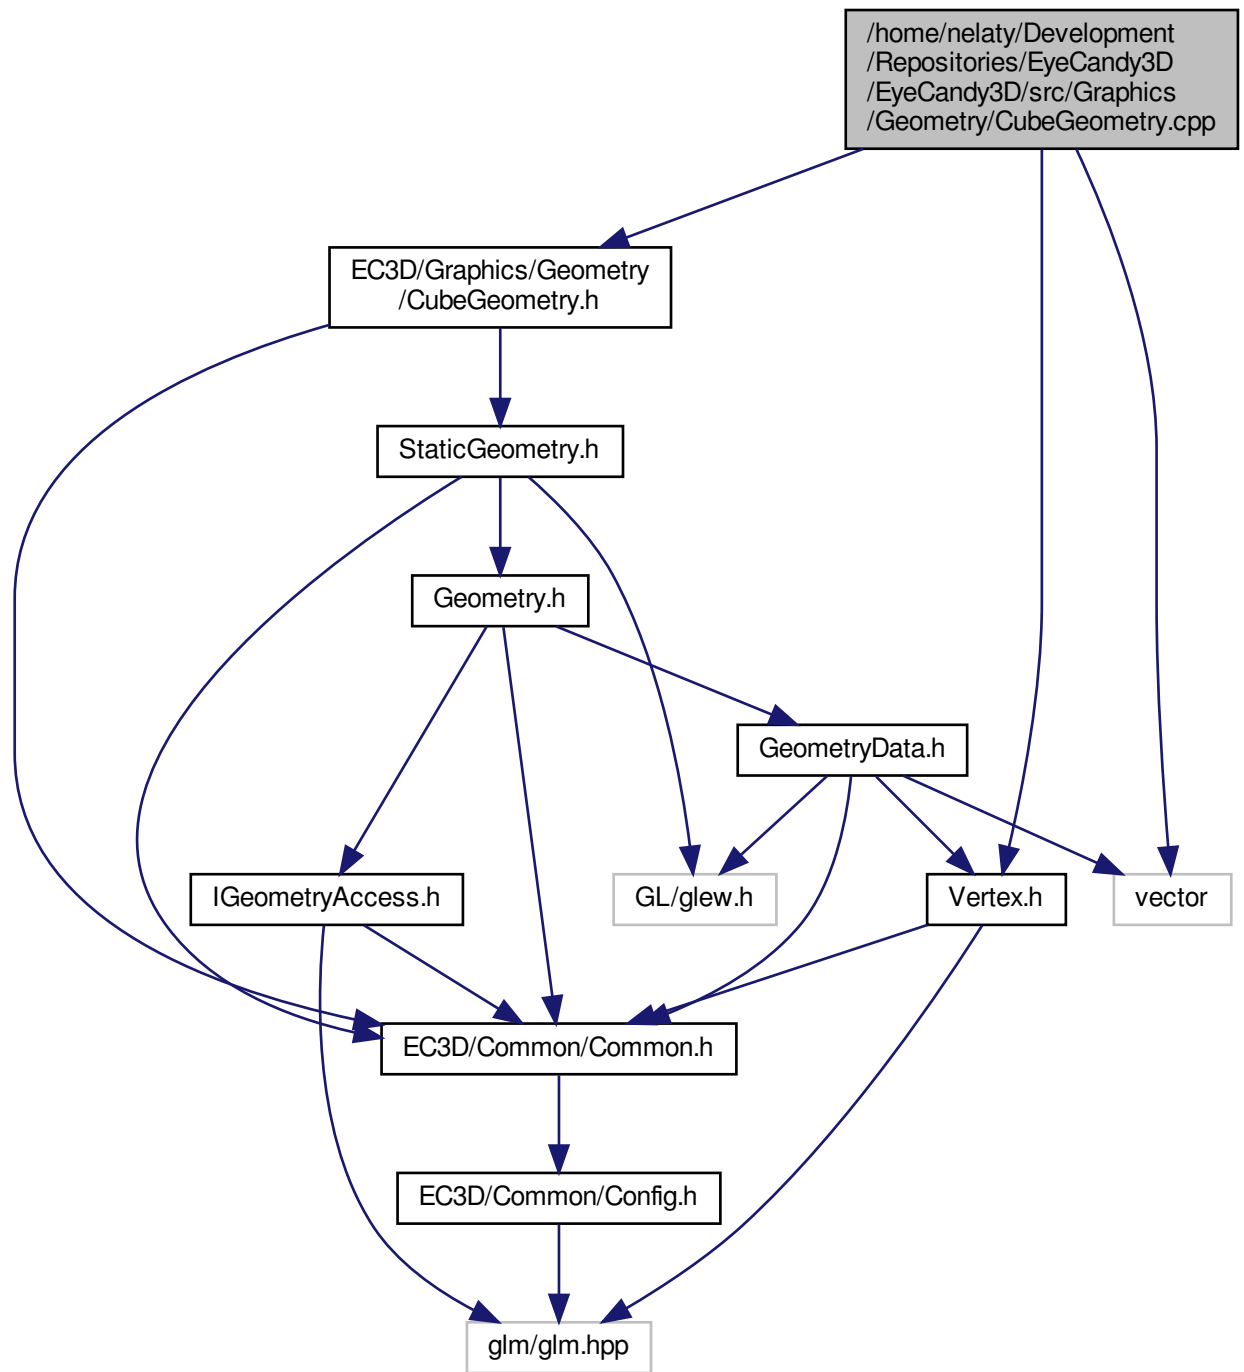 /home/nelaty/Development
/Repositories/EyeCandy3D
/EyeCandy3D/src/Graphics
/Geometry/CubeGeometry.cpp
EC3D/Graphics/Geometry
/CubeGeometry.h
StaticGeometry.h
Geometry.h
GeometryData.h
IGeometryAccess.h
GL/glew.h
Vertex.h
vector
EC3D/Common/Common.h
EC3D/Common/Config.h
glm/glm.hpp